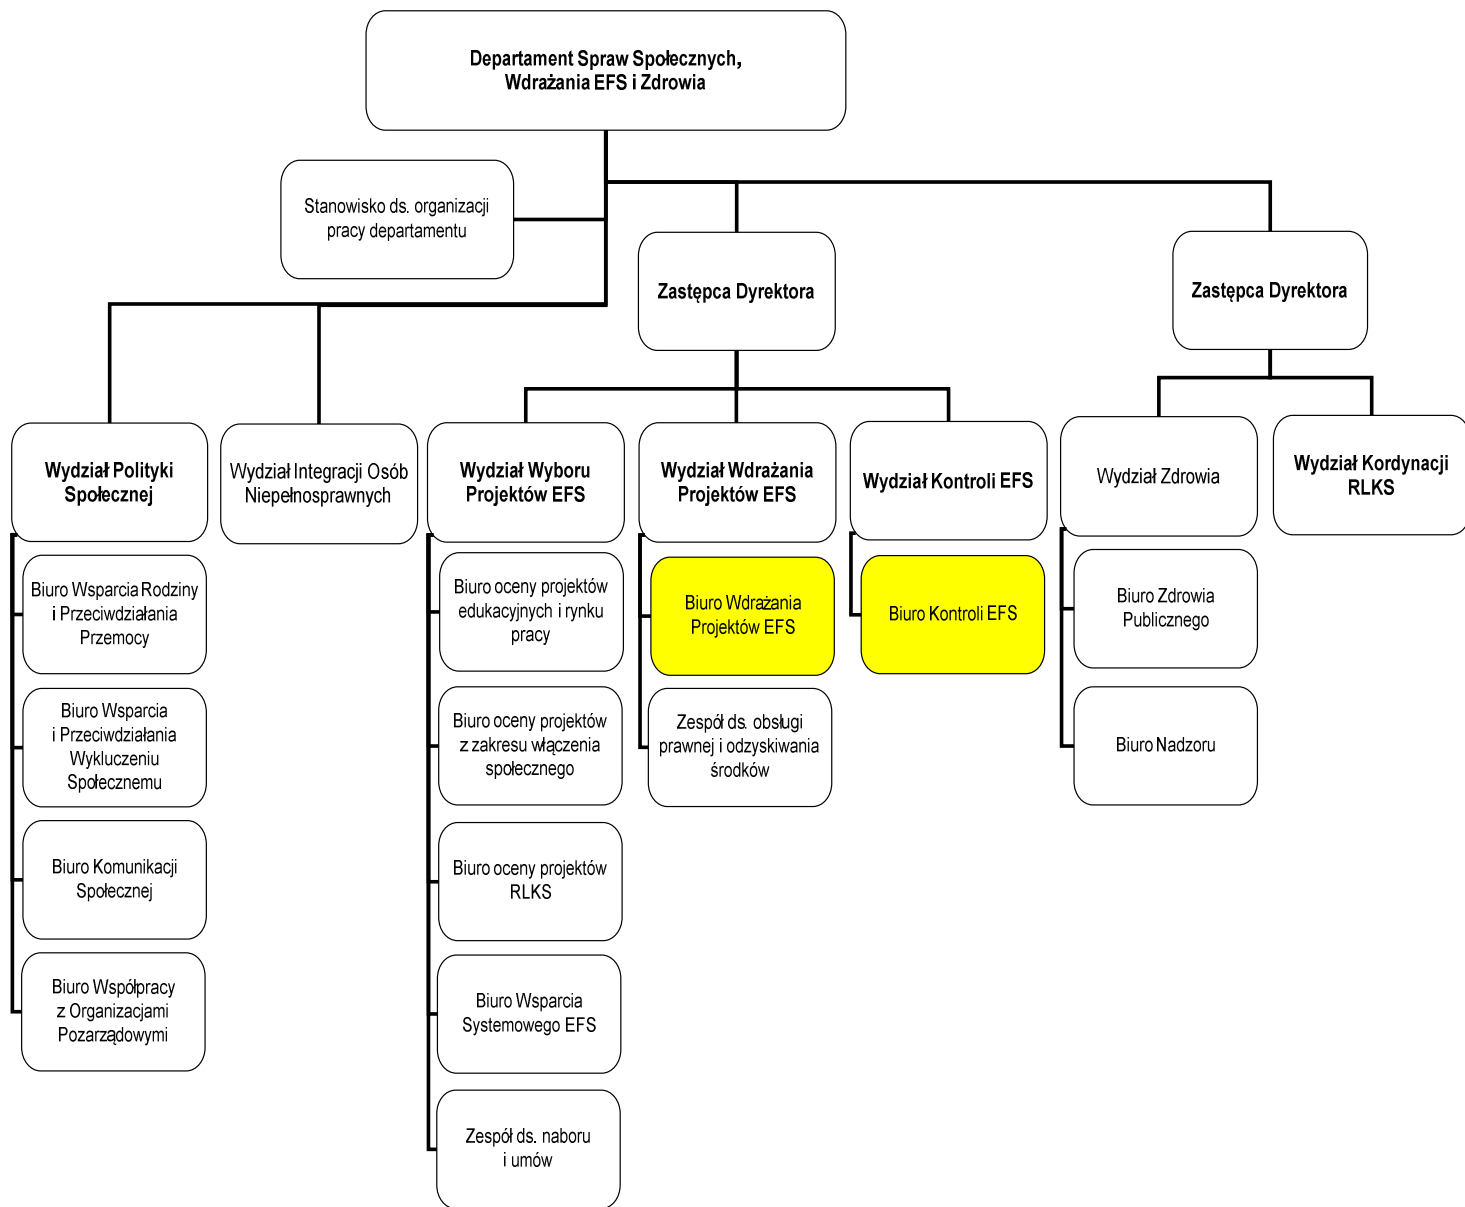 Departament Spraw Społecznych,
Wdrażania EFS i Zdrowia
Stanowisko ds. organizacji
pracy departamentu
Zastępca Dyrektora
Zastępca Dyrektora
Wydział Polityki
Społecznej
Wydział Integracji Osób
Niepełnosprawnych
Wydział Wyboru
Projektów EFS
Wydział Wdrażania
Projektów EFS
Wydział Kontroli EFS
Wydział Zdrowia
Wydział Kordynacji
RLKS
Biuro Wsparcia Rodziny
i Przeciwdziałania
Przemocy
Biuro Wsparcia
i Przeciwdziałania
Wykluczeniu
Społecznemu
Biuro Komunikacji
Społecznej
Biuro Współpracy
z Organizacjami
Pozarządowymi
Biuro oceny projektów
edukacyjnych i rynku
pracy
Biuro oceny projektów
z zakresu włączenia
społecznego
Biuro oceny projektów
RLKS
Biuro Wsparcia
Systemowego EFS
Zespół ds. naboru
i umów
Biuro Wdrażania
Projektów EFS
Zespół ds. obsługi
prawnej i odzyskiwania
środków
Biuro Kontroli EFS
Biuro Zdrowia
Publicznego
Biuro Nadzoru